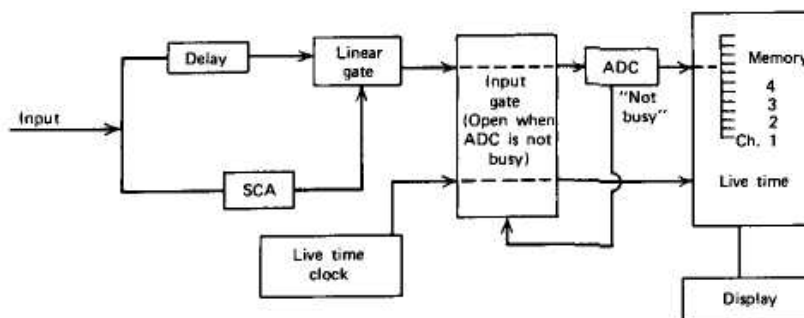 Input
Delay
Linear
gate
SCA
Live time
clock
Input
gate
(Open when
ADC is not
busy)
ADC
"Not
busy"
Memory
4
3
2
Ch. 1
Live time
Display